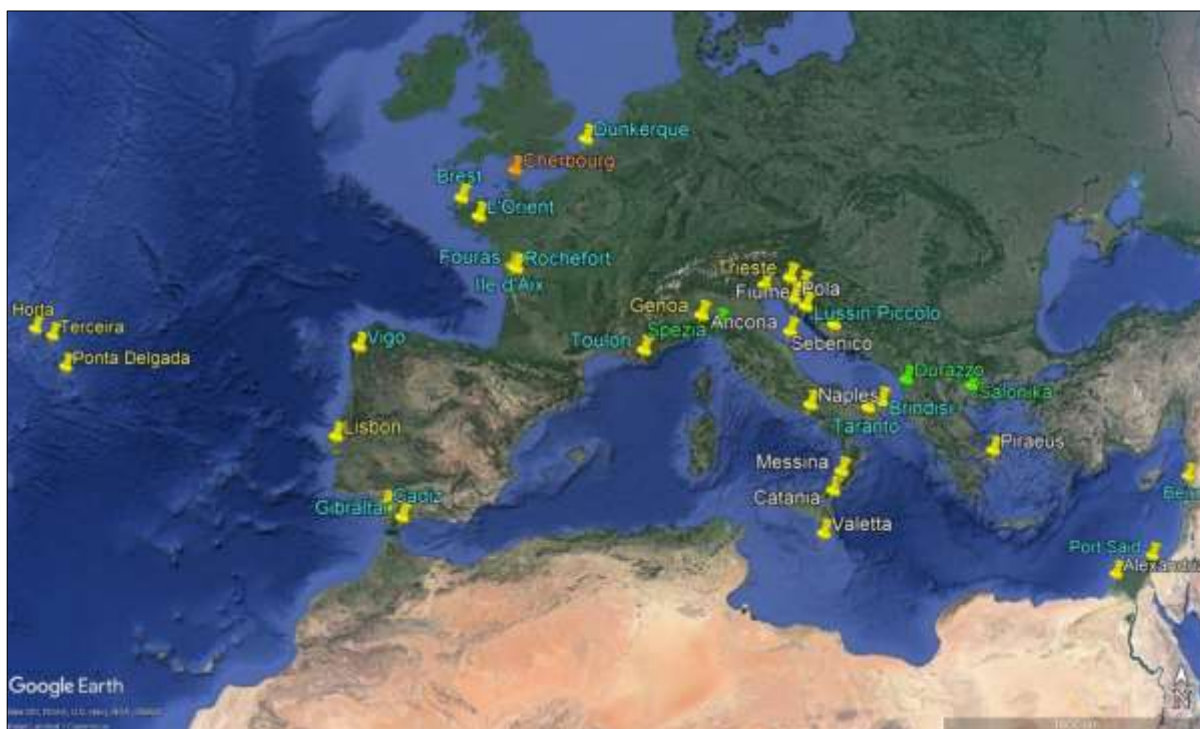 Dunkerque
Cherbourg
Brest
L'Orient
Fouras Rochefort
Ile d'Aix
Trieste
Fiume Pola
Lussin Piccolo
Genoa
Spezia
Ancona
Sebenico
Toulon
Horta
Terceira
Ponta Delgada
Vigo
Durazzo
Salonika
Naples
Brindisi
Taranto
Lisbon
Piraeus
Messina
Catania
Gibraltar Cadiz
Valetta
Port Said
Alexandria
Google Earth
N